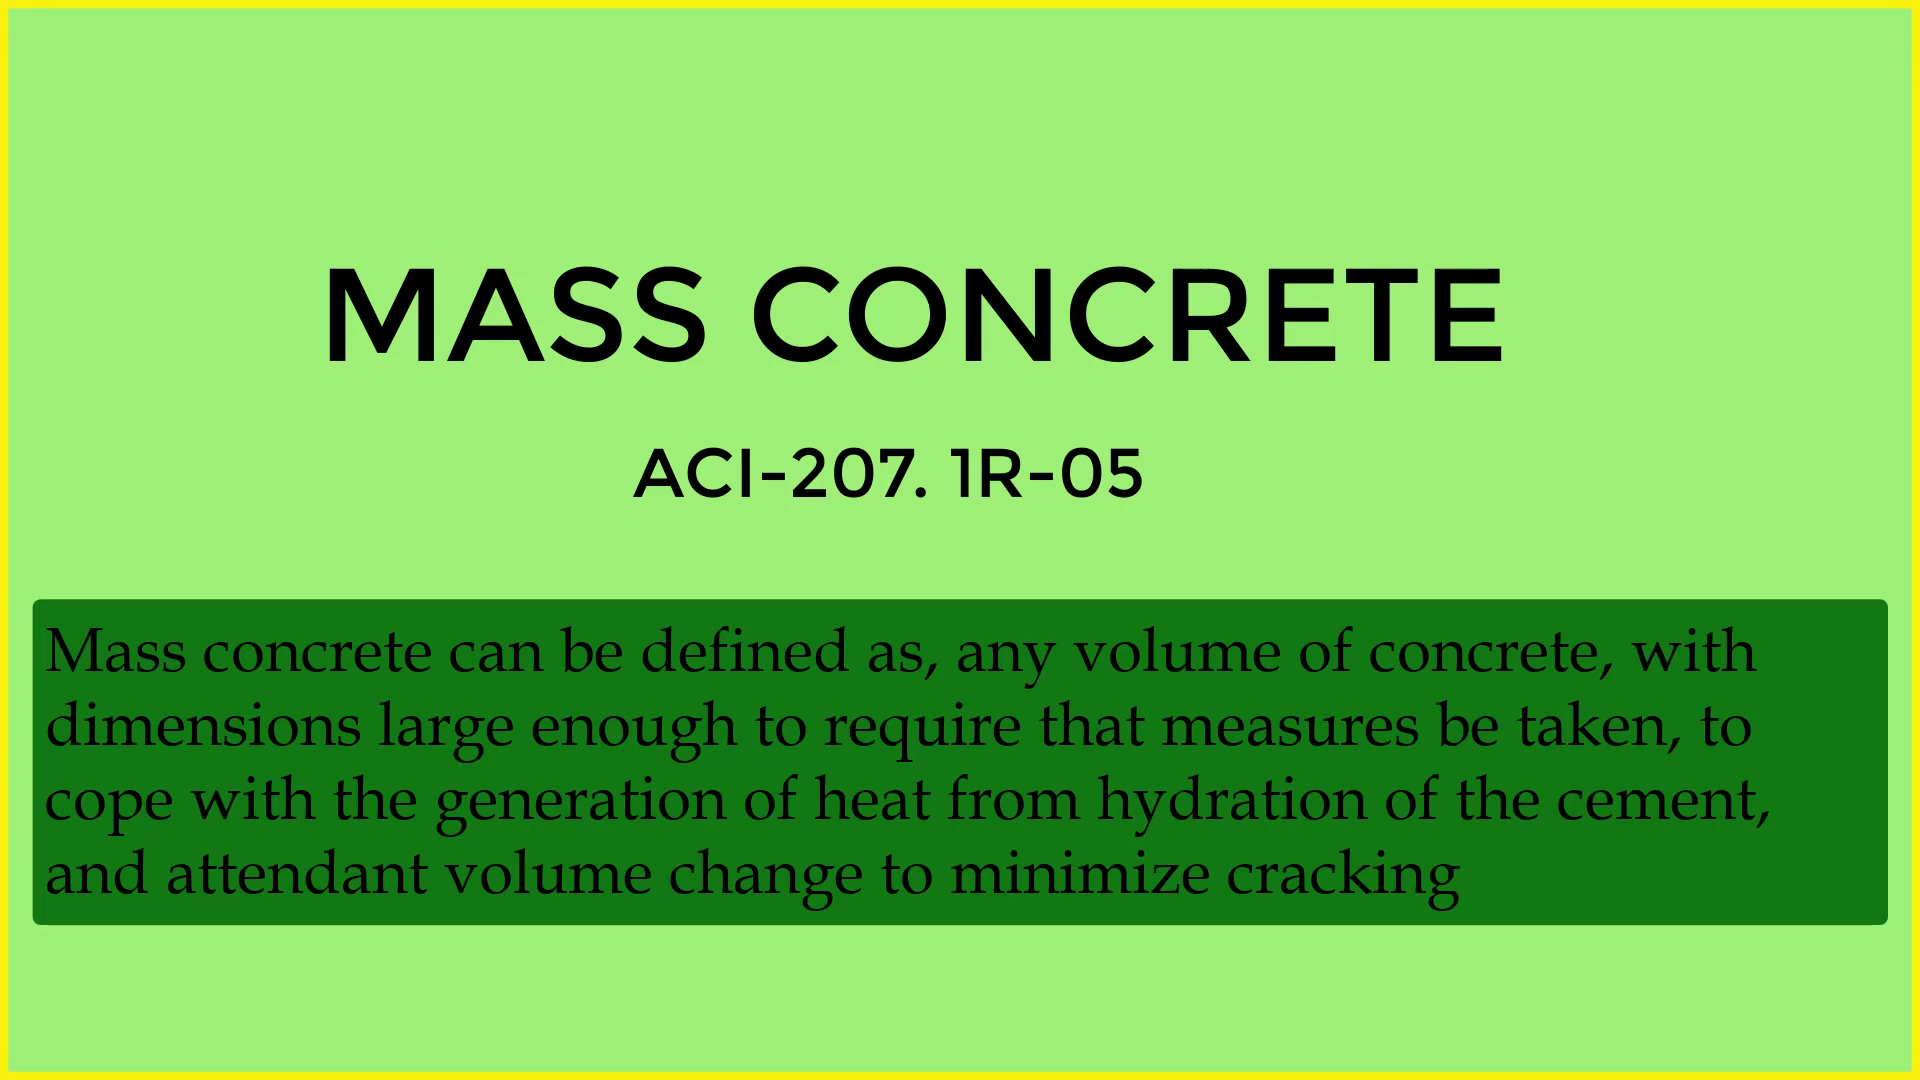 MASS CONCRETE
ACI-207. 1R-05
Mass concrete can be defined as, any volume of concrete, with
dimensions large enough to require that measures be taken, to
cope with the generation of heat from hydration of the cement,
and attendant volume change to minimize cracking